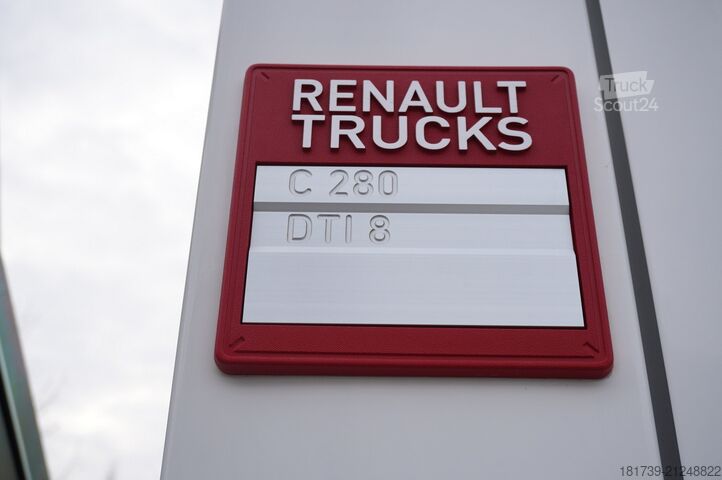 RENAULT
TRUCKS
C 280
DTI 8
Truck
Scout24
181739-21248822